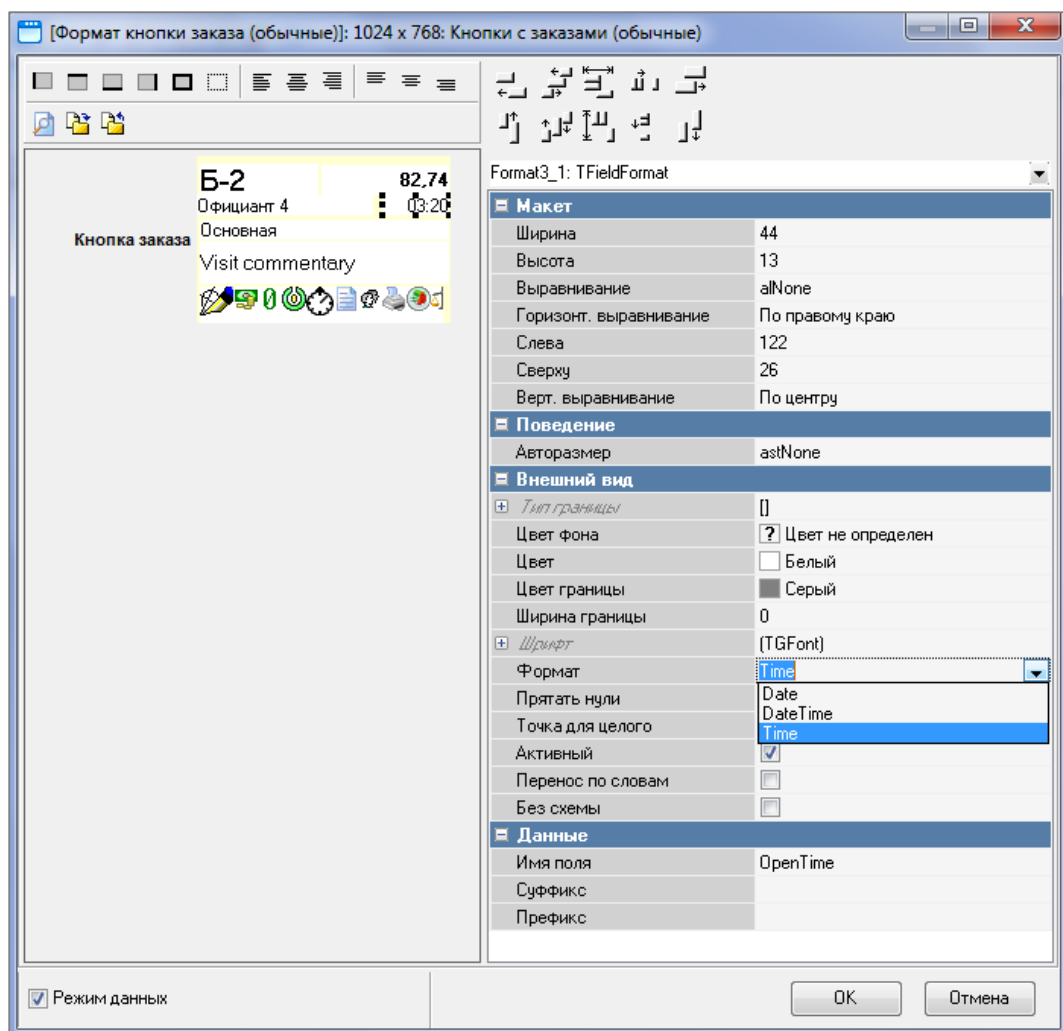 [Формат кнопки заказа (обычные)]: 1024 x 768: Кнопки с заказами (обычные)
Format3_1: TFieldFormat
Кнопка заказа
Б-2 82,74
Официант 4 03:20
Основная
Visit commentary
Макет
Ширина 44
Высота 13
Выравнивание alNone
Горизонт. выравнивание По правому краю
Слева 122
Сверху 26
Верт. выравнивание По центру
Поведение
Авторазмер astNone
Внешний вид
Тип границы []
Цвет фона ? Цвет не определен
Цвет Белый
Цвет границы Серый
Ширина границы 0
Шрифт (TGFont)
Формат Time
Прятать нули Date
DateTime
Точка для целого Time
Активный
Перенос по словам
Без схемы
Данные
Имя поля OpenTime
Суффикс
Префикс
Режим данных
OK Отмена